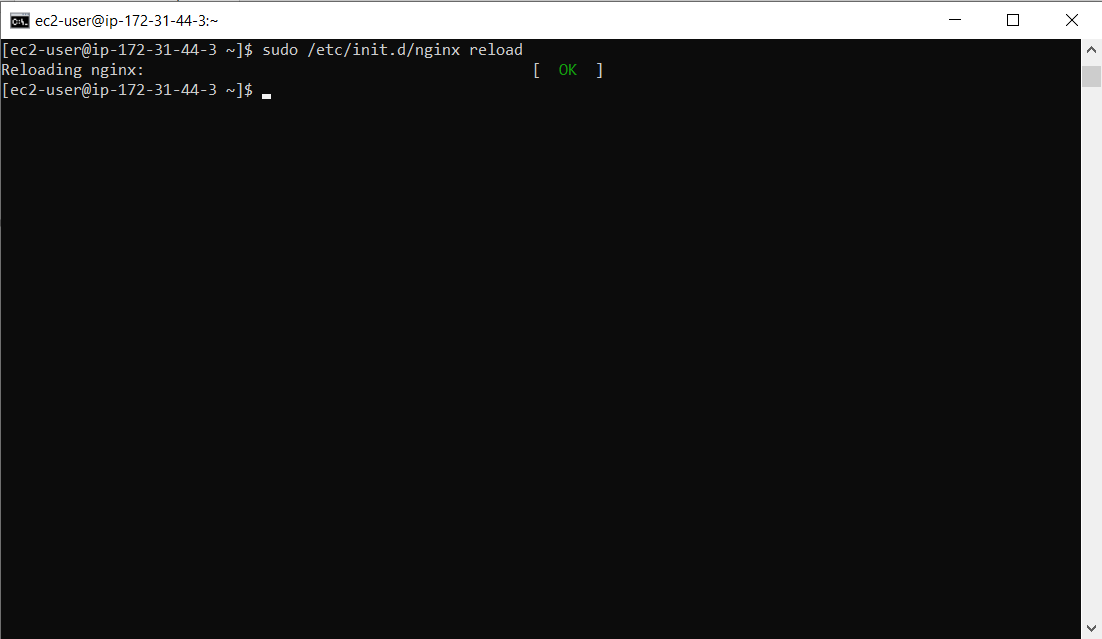 ec2-user@ip-172-31-44-3:~
[ec2-user@ip-172-31-44-3 ~]$ sudo /etc/init.d/nginx reload
Reloading nginx:                                           [  OK  ]
[ec2-user@ip-172-31-44-3 ~]$